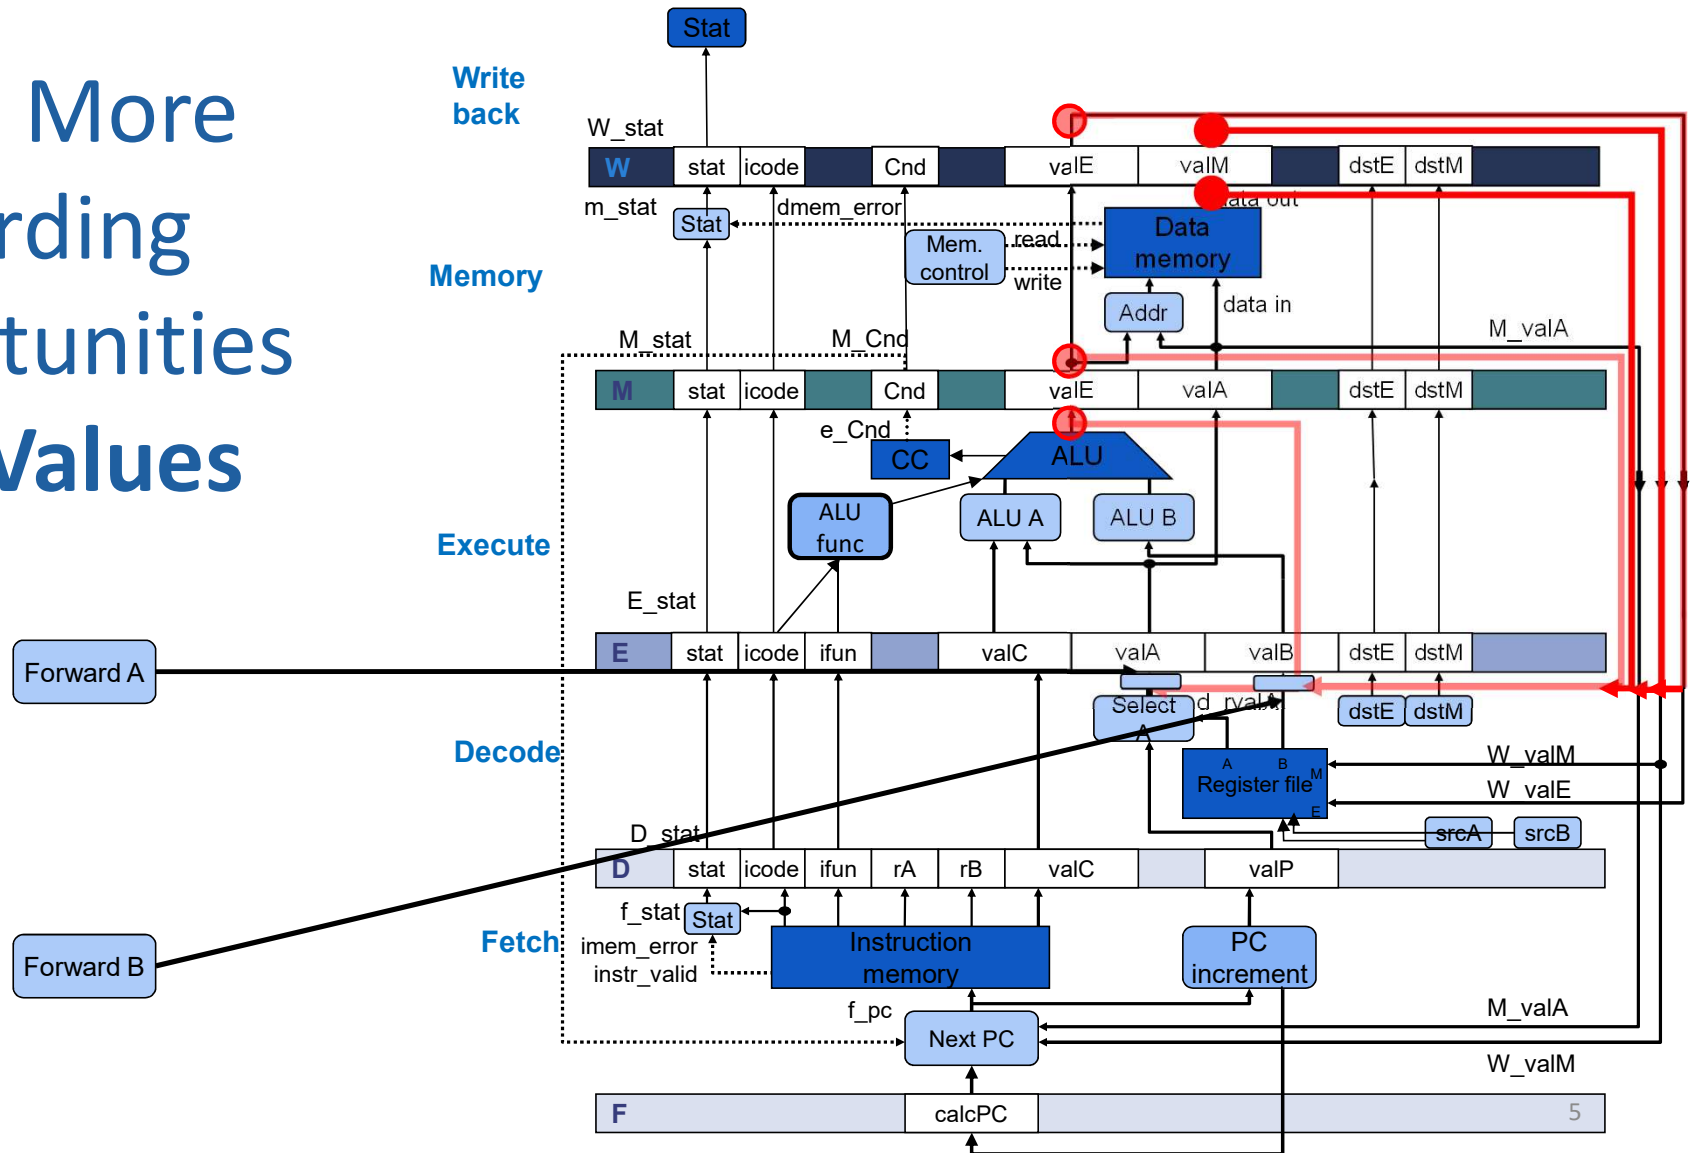 More
rding
tunities
Values
Write
back
Memory
Execute
Decode
Fetch
Forward A
Forward B
Stat
W_stat
W stat icode Cnd valE valM dstE dstM
m_stat
Stat
dmem_error
data out
Mem.
control
read
write
Data
memory
Addr
data in
M_stat
M_Cnd
M_valA
M stat icode Cnd valE valA dstE dstM
e_Cnd
CC
ALU
ALU
func
ALU A
ALU B
E_stat
E stat icode ifun valC valA valB dstE dstM
Select
A
d_rvalA
dstE
dstM
A B
M
Register file
E
W_valM
W_valE
srcA
srcB
D_stat
D stat icode ifun rA rB valC valP
f_stat
Stat
imem_error
instr_valid
Instruction
memory
PC
increment
f_pc
Next PC
M_valA
W_valM
F calcPC
5